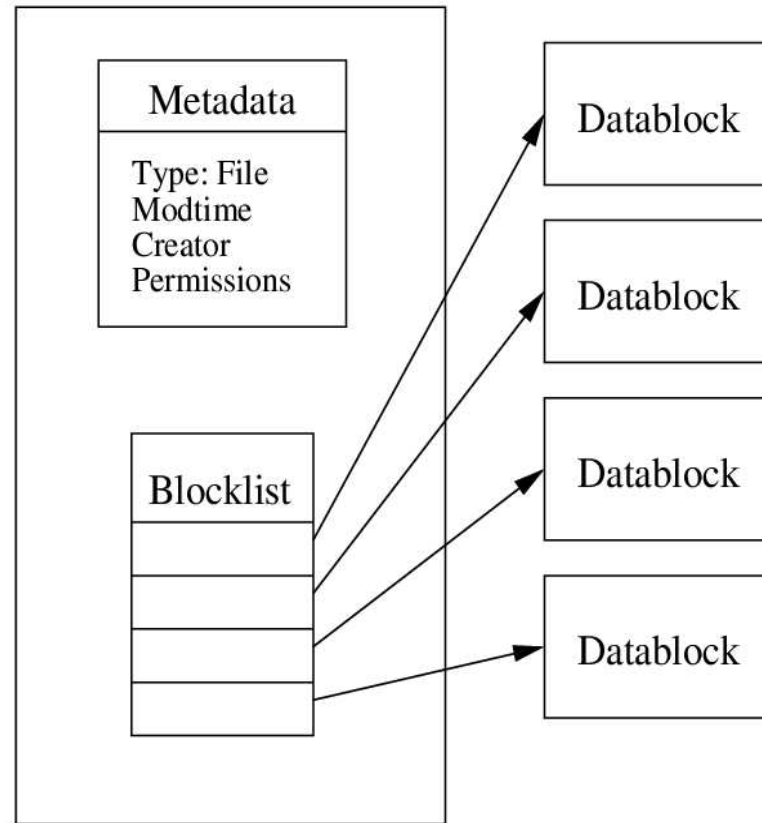 Metadata
Type: File
Modtime
Creator
Permissions
Blocklist
Datablock
Datablock
Datablock
Datablock